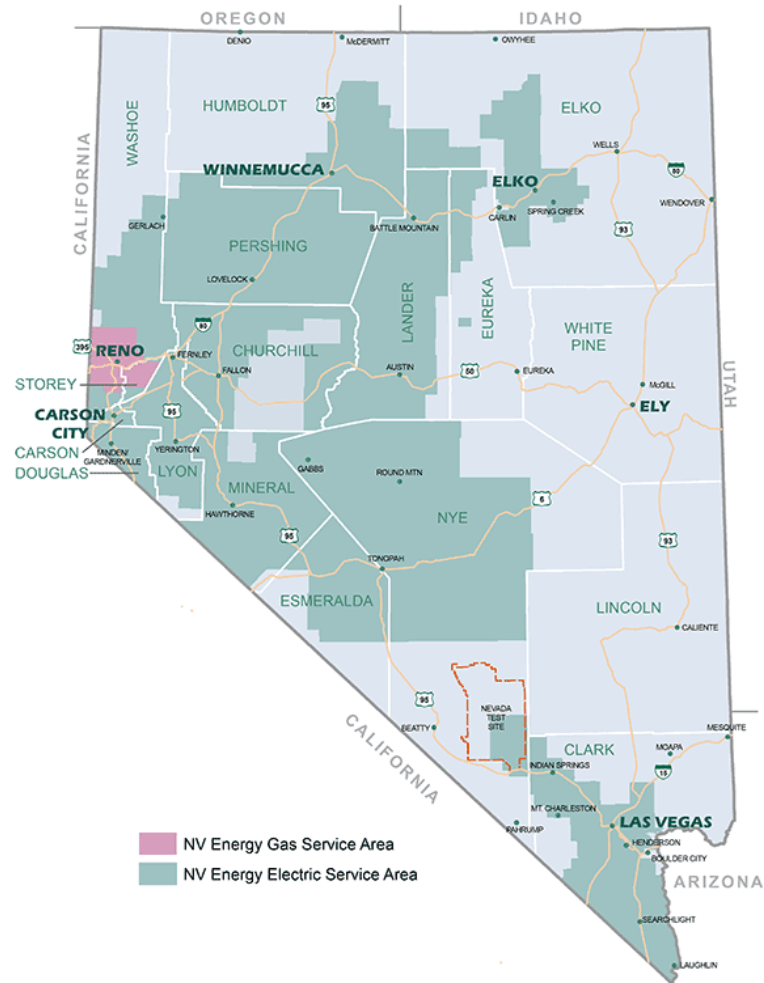 OREGON
IDAHO
DENIO
McDERMITT
OWYHEE
95
HUMBOLDT
ELKO
WASHOE
CALIFORNIA
WELLS
WINNEMUCCA
ELKO
80
CARLIN
SPRING CREEK
WENDOVER
GERLACH
BATTLE MOUNTAIN
93
PERSHING
LOVELOCK
LANDER
EUREKA
80
WHITE
PINE
395
RENO
FERNLEY
CHURCHILL
FALLON
AUSTIN
50
EUREKA
UTAH
STOREY
McGILL
ELY
CARSON
CITY
95
CARSON
YERINGTON
MINDEN/
GARDNERVILLE
DOUGLAS
LYON
GABBS
ROUND MTN
MINERAL
HAWTHORNE
6
NYE
95
93
TONOPAH
ESMERALDA
LINCOLN
CALIENTE
95
NEVADA
TEST
SITE
BEATTY
CALIFORNIA
MESQUITE
CLARK
MOAPA
INDIAN SPRINGS
15
MT. CHARLESTON
LAS VEGAS
PAHRUMP
NV Energy Gas Service Area
HENDERSON
BOULDER CITY
NV Energy Electric Service Area
ARIZONA
SEARCHLIGHT
LAUGHLIN